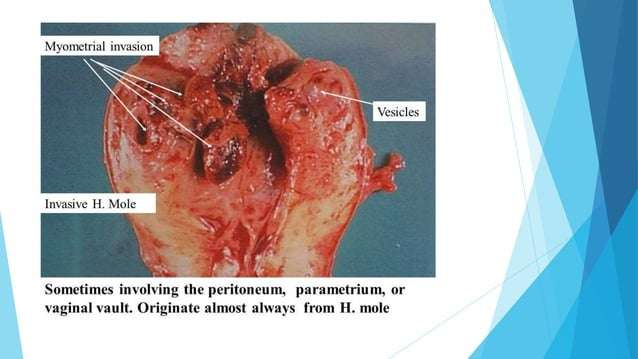 Myometrial invasion
Vesicles
Invasive H. Mole
Sometimes involving the peritoneum, parametrium, or
vaginal vault. Originate almost always from H. mole